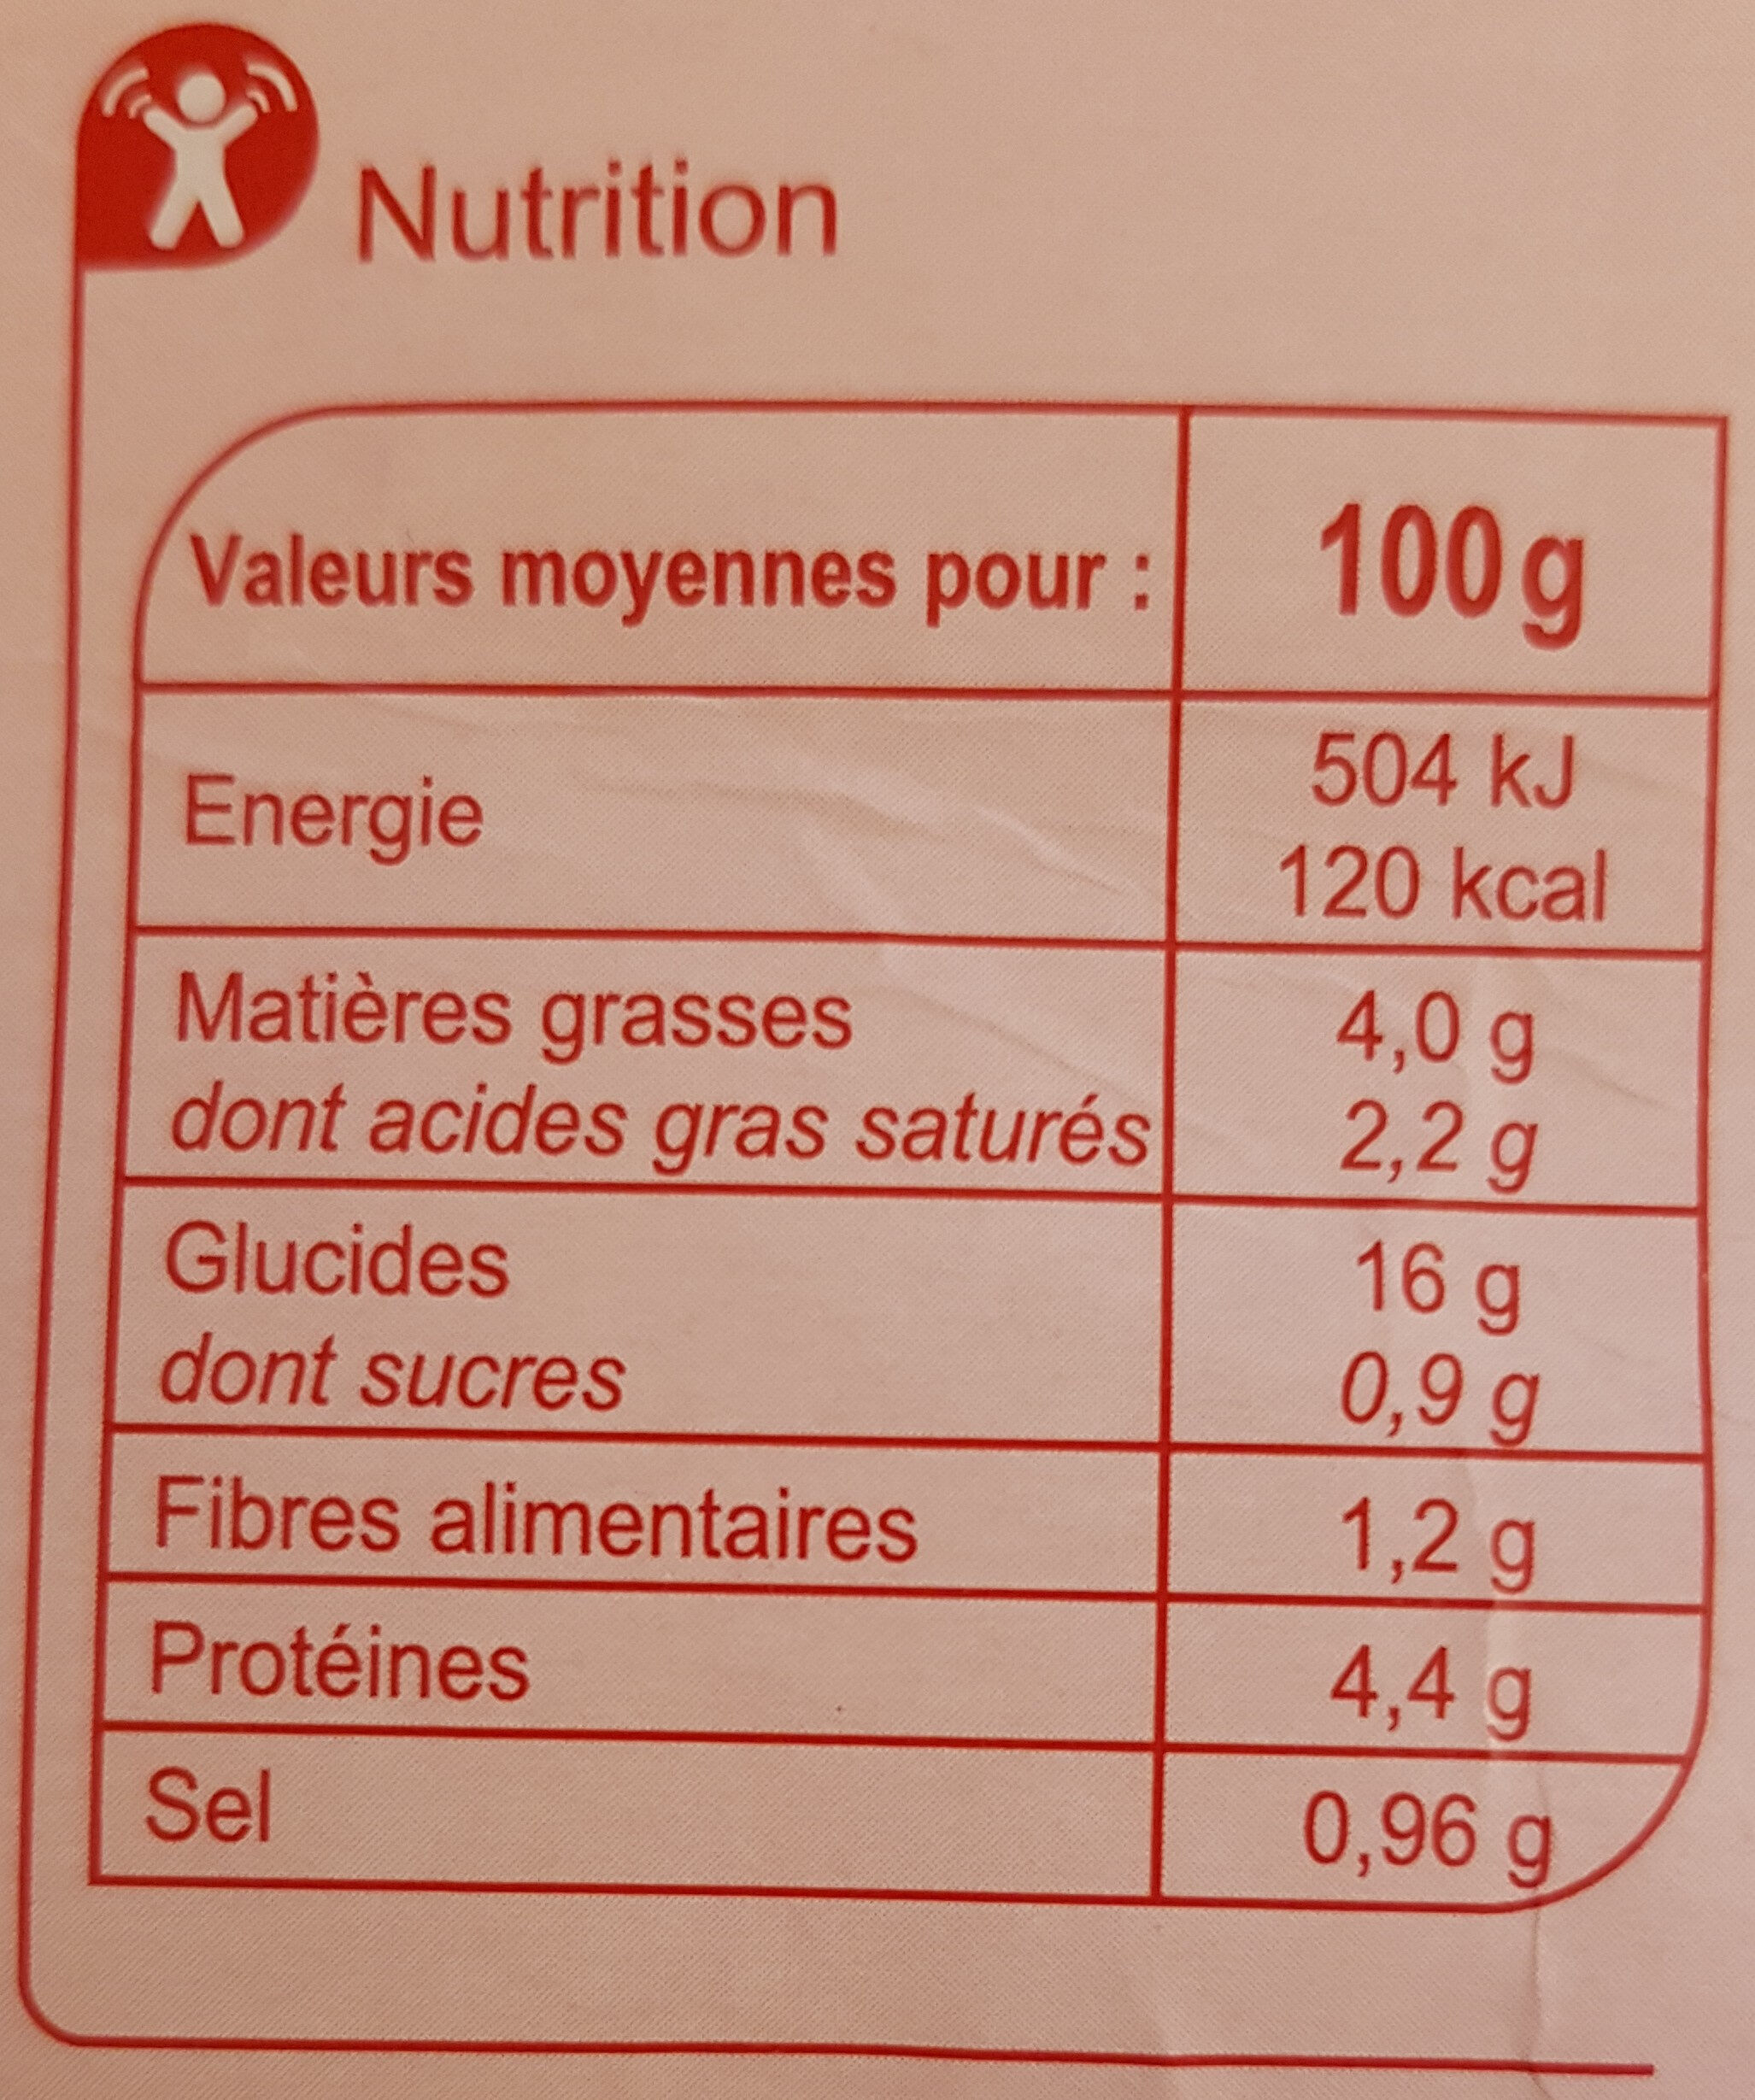 Nutrition
Valeurs moyennes pour : 100 g
Energie 504 kJ
120 kcal
Matières grasses 4,0 g
dont acides gras saturés 2,2 g
Glucides 16 g
dont sucres 0,9 g
Fibres alimentaires 1,2 g
Protéines 4,4 g
Sel 0,96 g